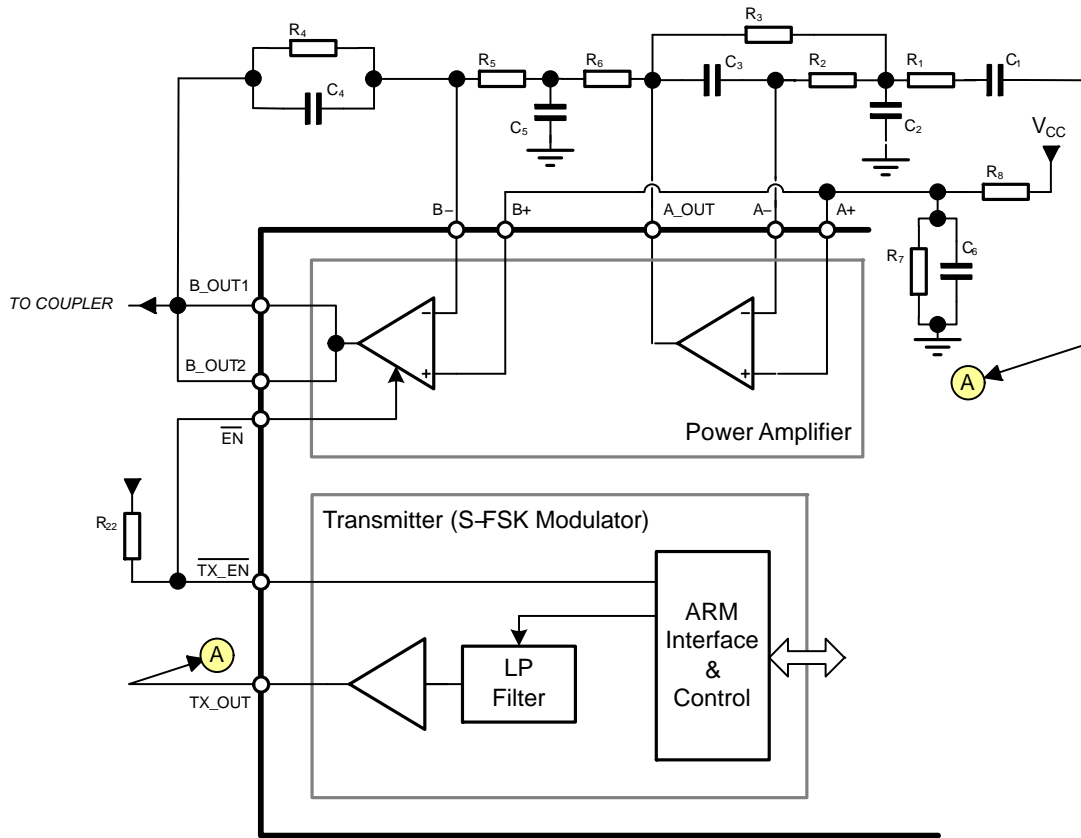 R4
R3
R5
R6
C3
R2
R1
C1
C4
C5
C2
VCC
R8
B–
B+
A_OUT
A–
A+
R7
C6
TO COUPLER
B_OUT1
B_OUT2
–
+
–
+
A
EN
Power Amplifier
R22
Transmitter (S–FSK Modulator)
TX_EN
ARM
Interface
&
Control
LP
Filter
A
TX_OUT